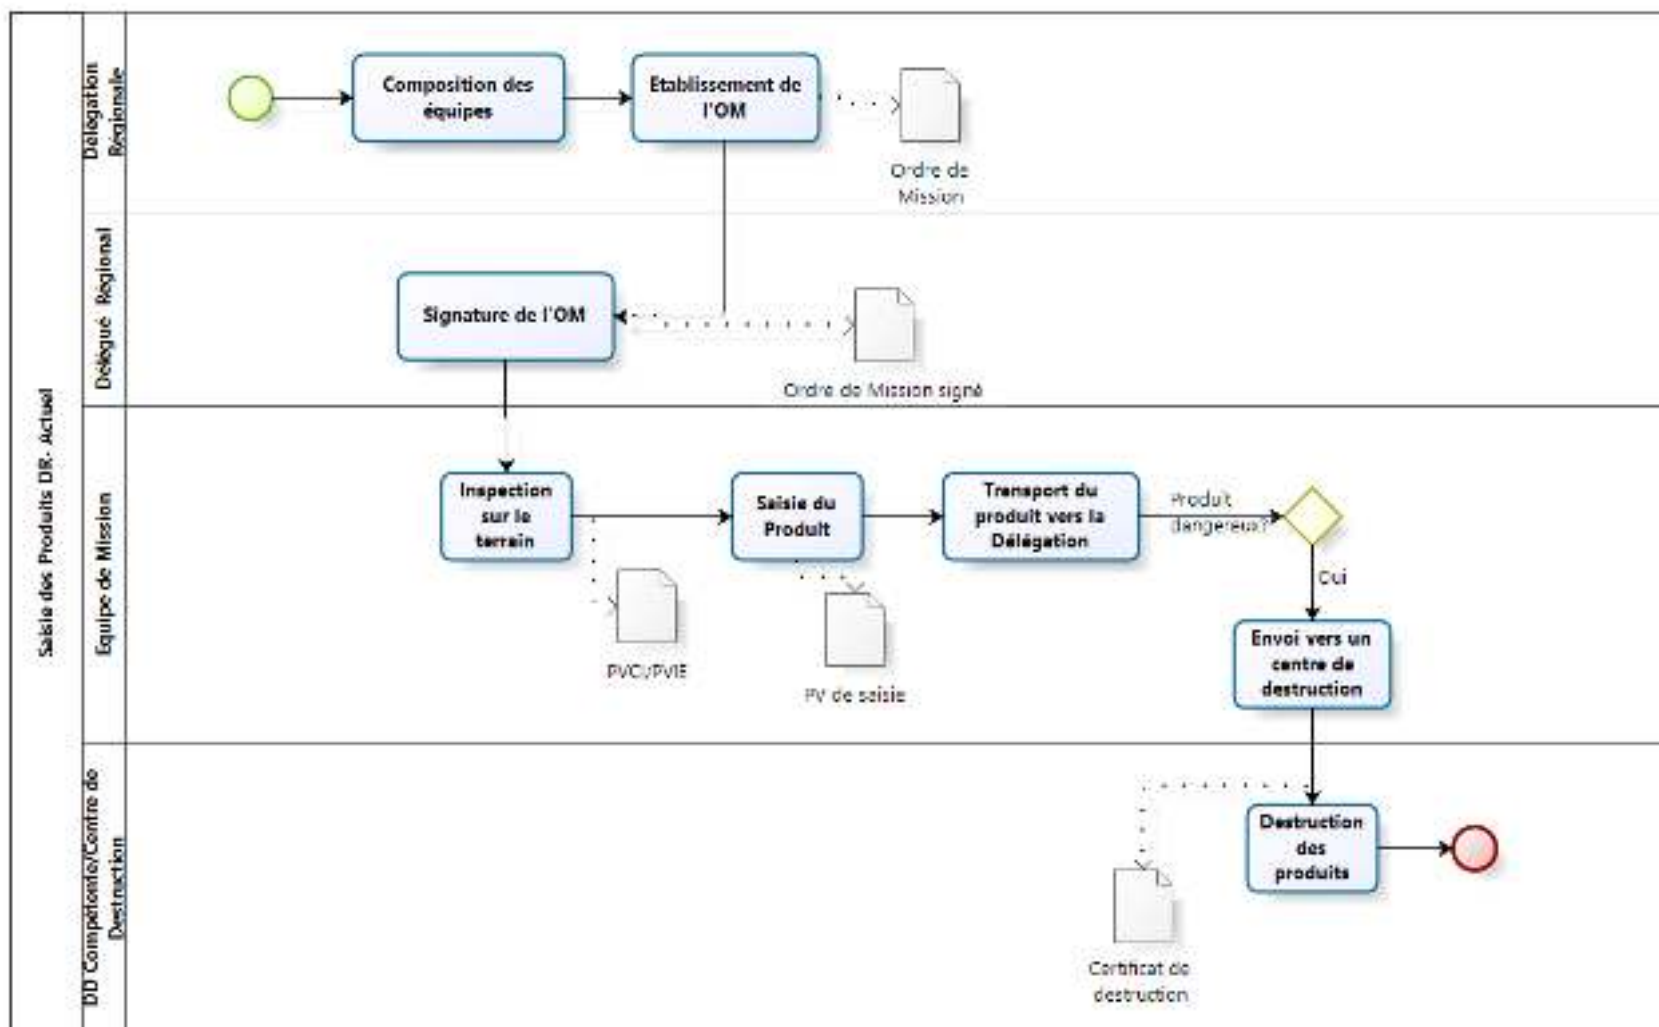 Saisie des Produits DR- Actuel
Délégation
Régionale
Composition des
équipes
Etablissement de
l'OM
Ordre de
Mission
Délégué Regional
Signature de l'OM
Ordre de Mission signé
Equipe de Mission
Inspection
sur le
terrain
PVCI/PVIE
Saisie du
Produit
PV de saisie
Transport du
produit vers la
Délégation
Produit
dangereux?
Oui
Envoi vers un
centre de
destruction
DD Compétente/Centre de
Destruction
Destruction
des
produits
Certificat de
destruction